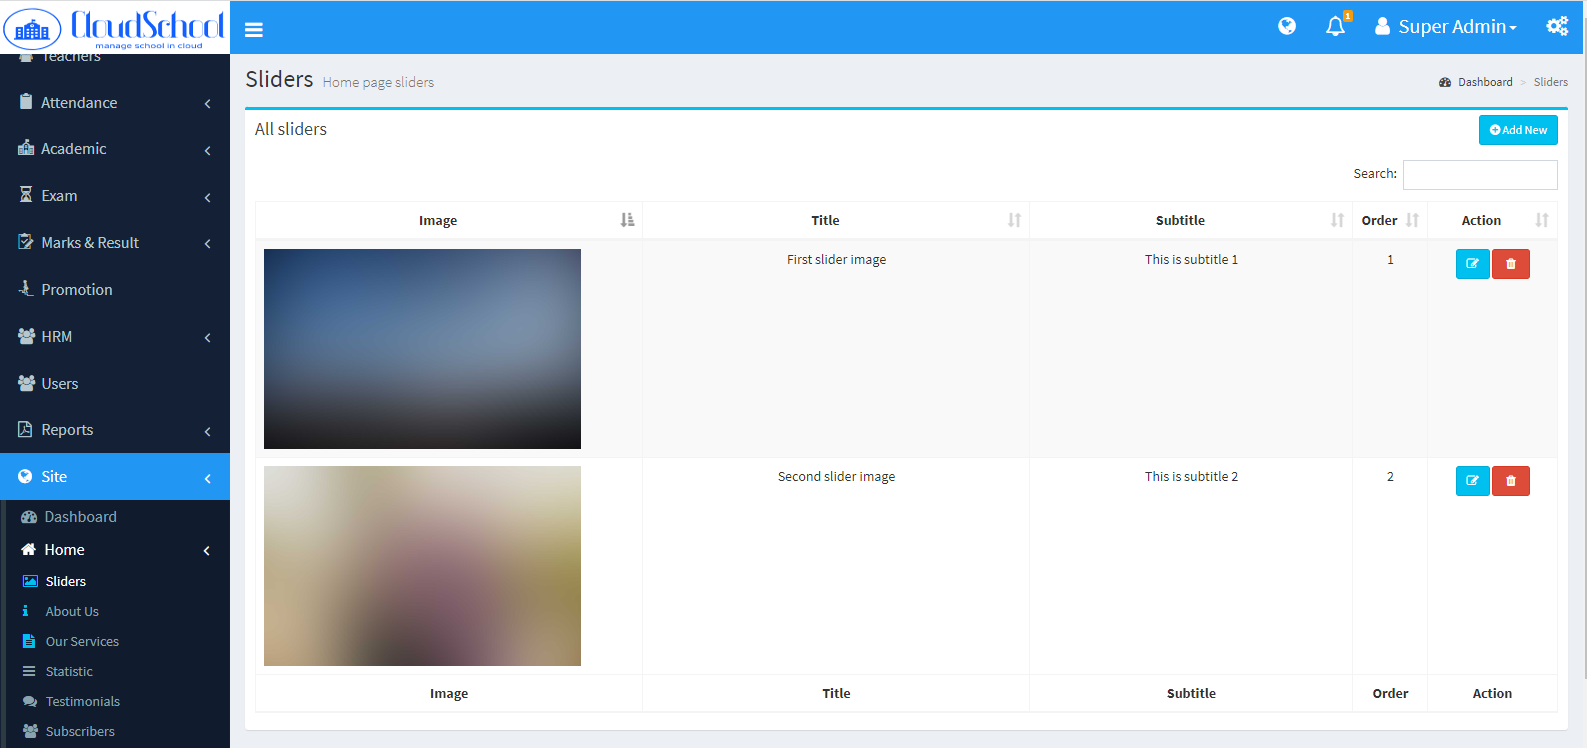 CloudSchool
manage school in cloud
1
Super Admin
Teachers
Attendance
Academic
Exam
Marks & Result
Promotion
HRM
Users
Reports
Site
Dashboard
Home
Sliders
About Us
Our Services
Statistic
Testimonials
Subscribers
Sliders Home page sliders
Dashboard > Sliders
All sliders
Add New
Search:
Image Title Subtitle Order Action
First slider image This is subtitle 1 1
Second slider image This is subtitle 2 2
Image Title Subtitle Order Action